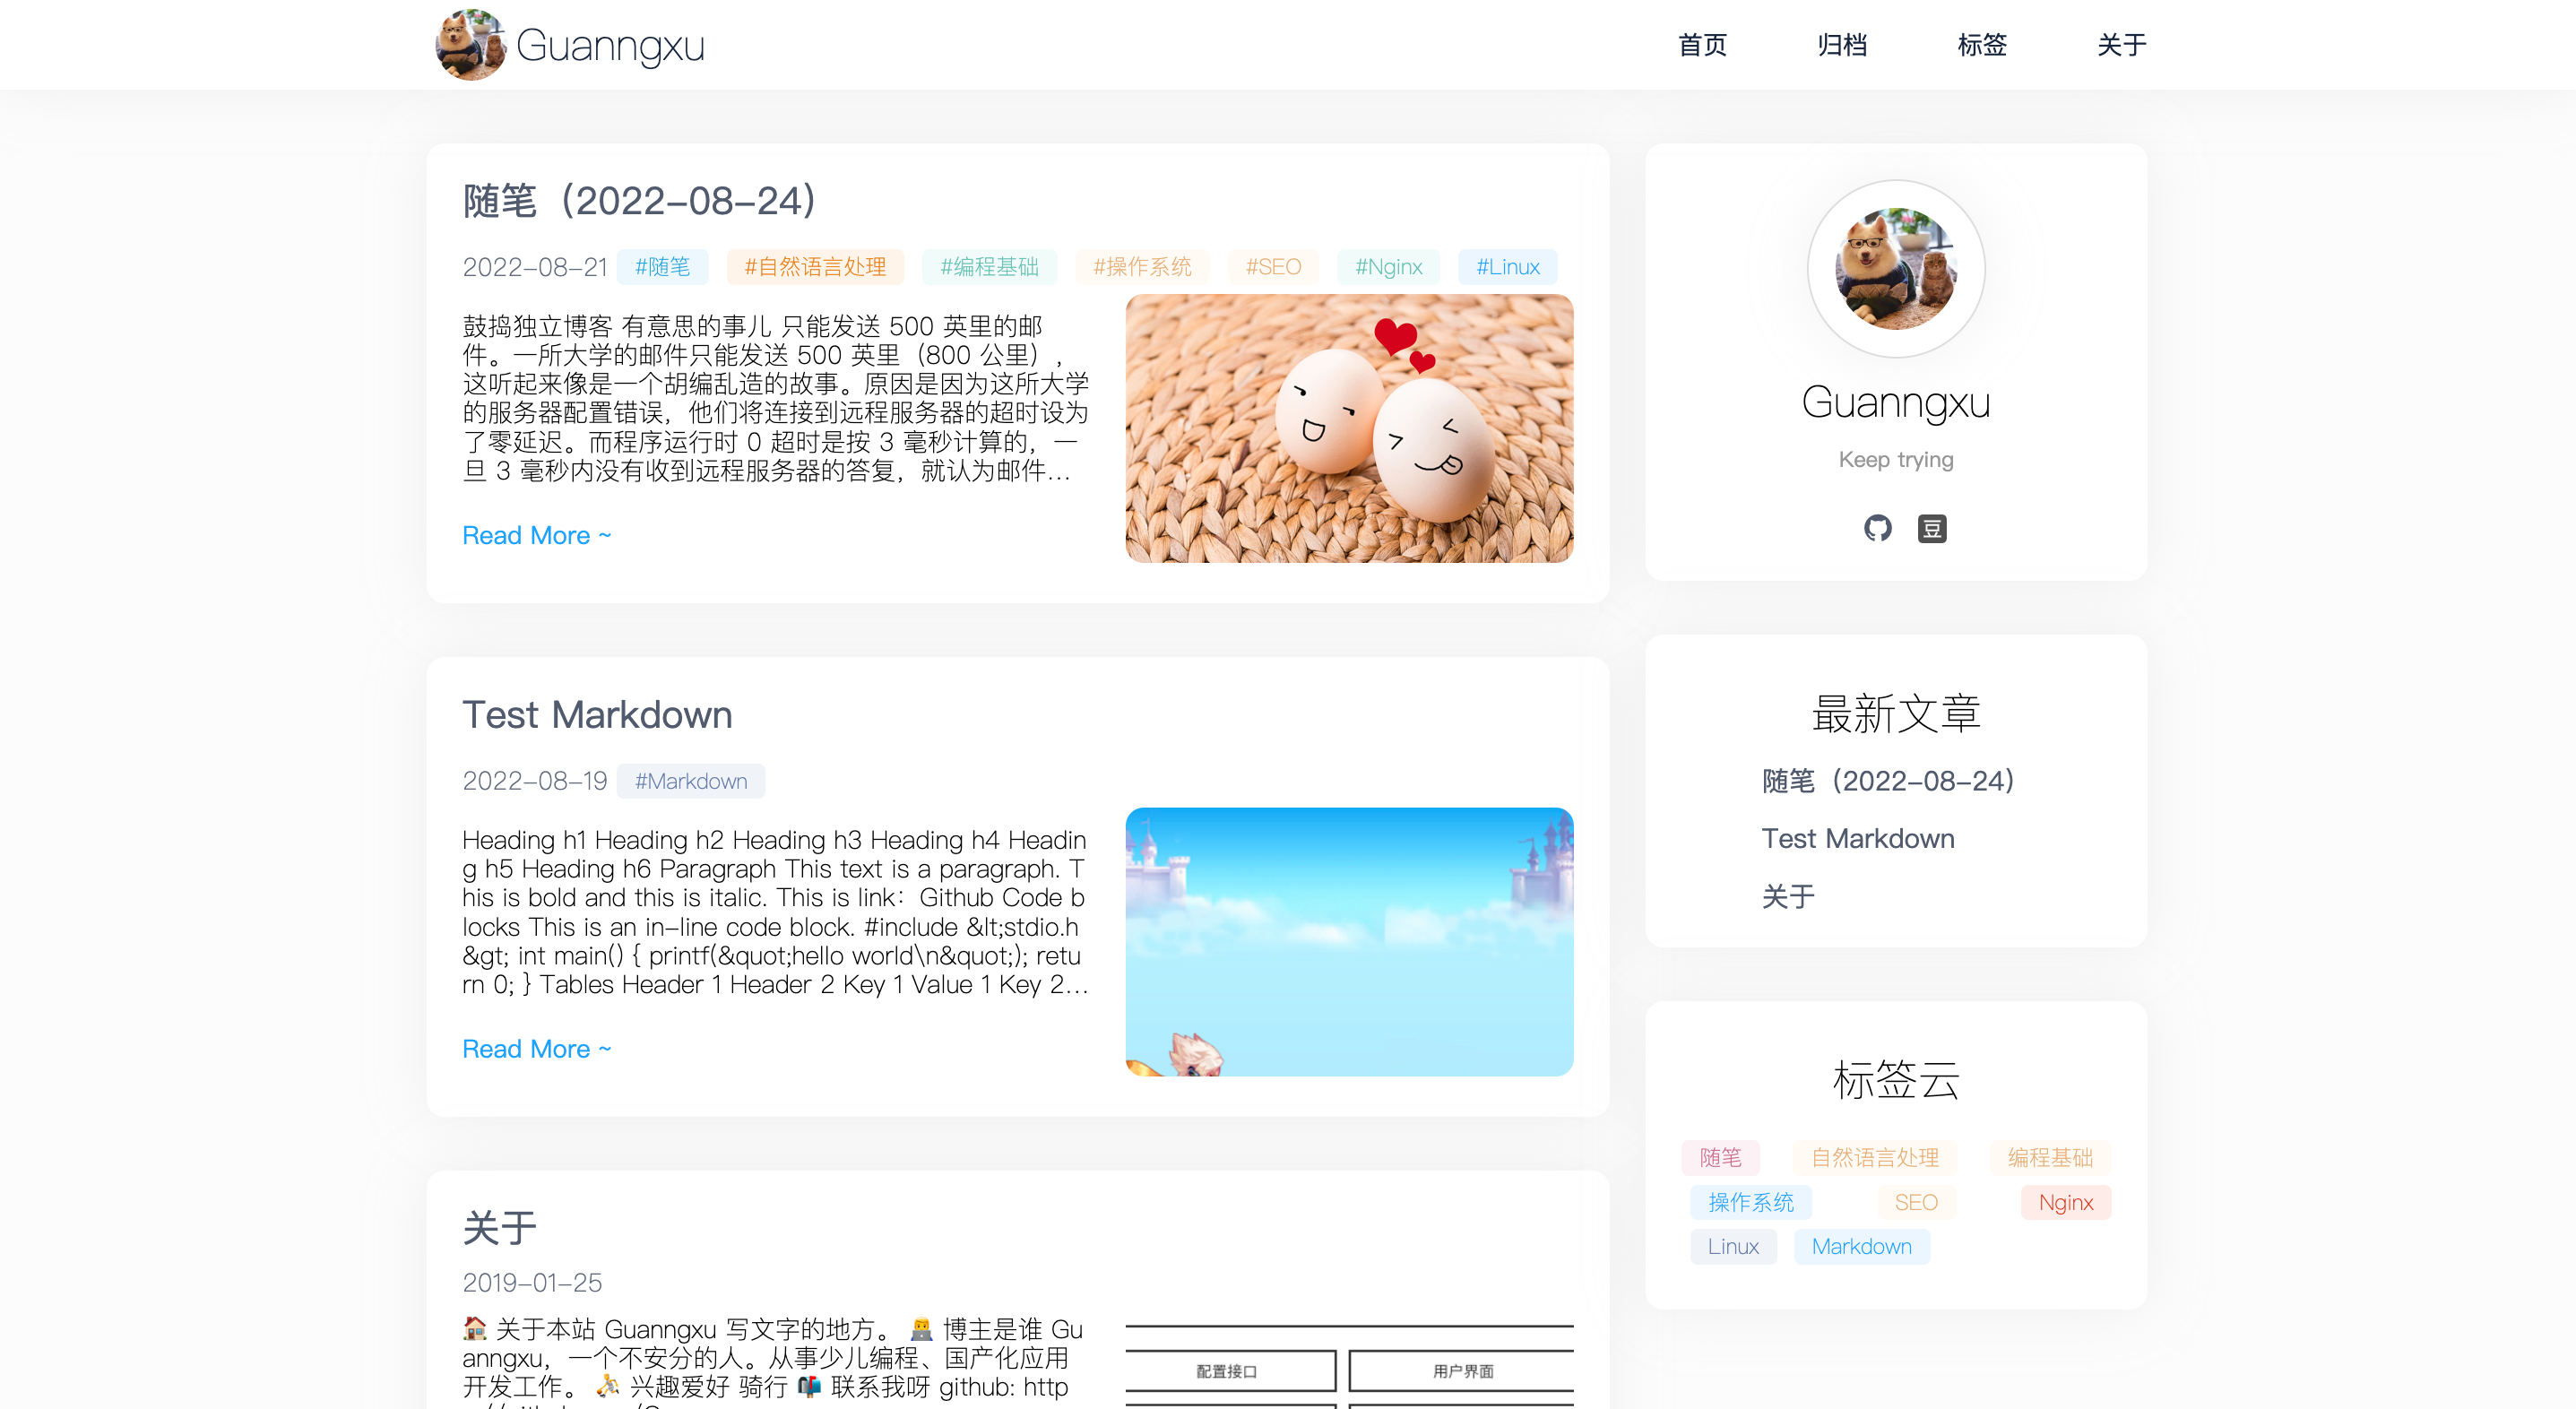 Guanngxu
首页 归档 标签 关于
随笔（2022-08-24）
2022-08-21 #随笔 #自然语言处理 #编程基础 #操作系统 #SEO #Nginx #Linux
鼓捣独立博客 有意思的事儿 只能发送 500 英里的邮
件。一所大学的邮件只能发送 500 英里（800 公里），
这听起来像是一个胡编乱造的故事。原因是因为这所大学
的服务器配置错误，他们将连接到远程服务器的超时设为
了零延迟。而程序运行时 0 超时是按 3 毫秒计算的，一
旦 3 毫秒内没有收到远程服务器的答复，就认为邮件...
Read More ~
Test Markdown
2022-08-19 #Markdown
Heading h1 Heading h2 Heading h3 Heading h4 Headin
g h5 Heading h6 Paragraph This text is a paragraph. T
his is bold and this is italic. This is link：Github Code b
locks This is an in-line code block. #include &lt;stdio.h
&gt; int main() { printf(&quot;hello world\n&quot;); retu
rn 0; } Tables Header 1 Header 2 Key 1 Value 1 Key 2...
Read More ~
关于
2019-01-25
🏠 关于本站 Guanngxu 写文字的地方。 👨‍💻 博主是谁 Gu
anngxu，一个不安分的人。从事少儿编程、国产化应用
开发工作。 ⛹ 兴趣爱好 骑行 📬 联系我呀 github: http
配置接口 用户界面
Guanngxu
Keep trying
豆
最新文章
随笔（2022-08-24）
Test Markdown
关于
标签云
随笔 自然语言处理 编程基础
操作系统 SEO Nginx
Linux Markdown